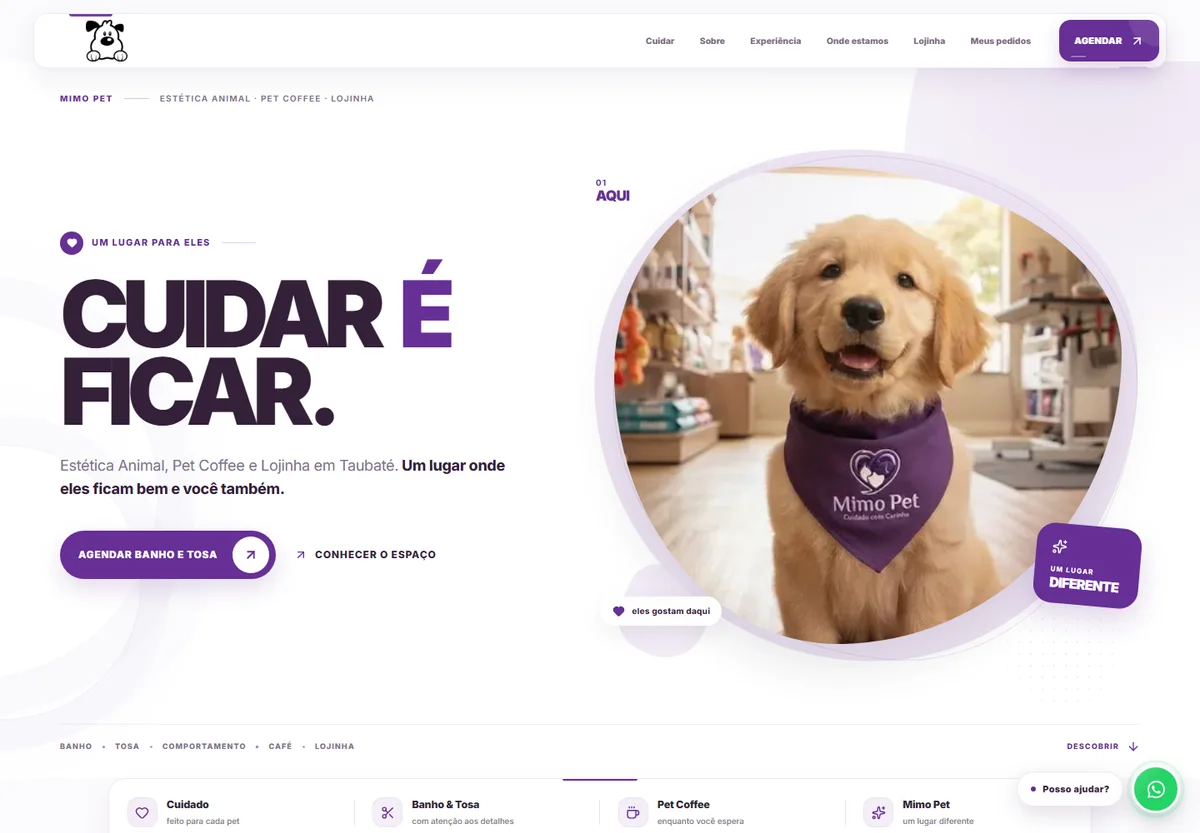 Cuidar
Sobre
Experiência
Onde estamos
Lojinha
Meus pedidos
AGENDAR
MIMO PET
ESTÉTICA ANIMAL · PET COFFEE · LOJINHA
01
AQUI
UM LUGAR PARA ELES
CUIDAR É
FICAR.
Estética Animal, Pet Coffee e Lojinha em Taubaté. Um lugar onde
eles ficam bem e você também.
AGENDAR BANHO E TOSA
CONHECER O ESPAÇO
Mimo Pet
Cuidado com Carinho
UM LUGAR
DIFERENTE
eles gostam daqui
BANHO • TOSA • COMPORTAMENTO • CAFÉ • LOJINHA
DESCOBRIR
Posso ajudar?
Cuidado
feito para cada pet
Banho & Tosa
com atenção aos detalhes
Pet Coffee
enquanto você espera
Mimo Pet
um lugar diferente